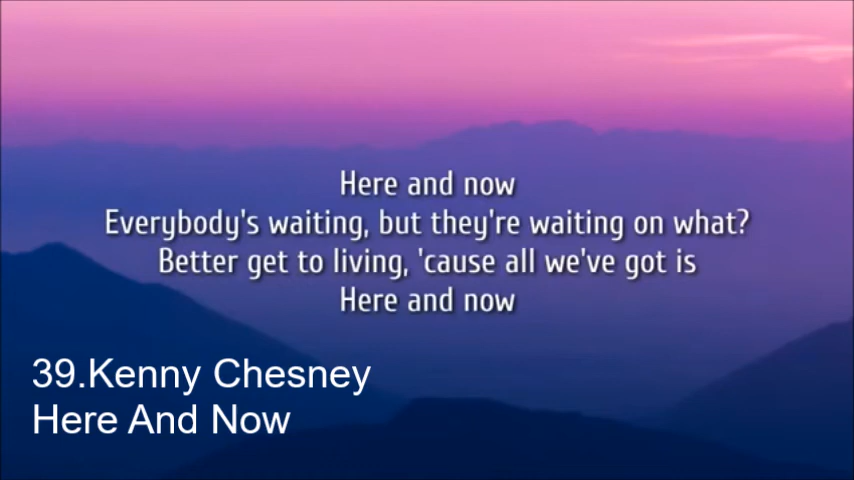 Here and now
Everybody's waiting, but they're waiting on what?
Better get to living, 'cause all we've got is
Here and now
39.Kenny Chesney
Here And Now